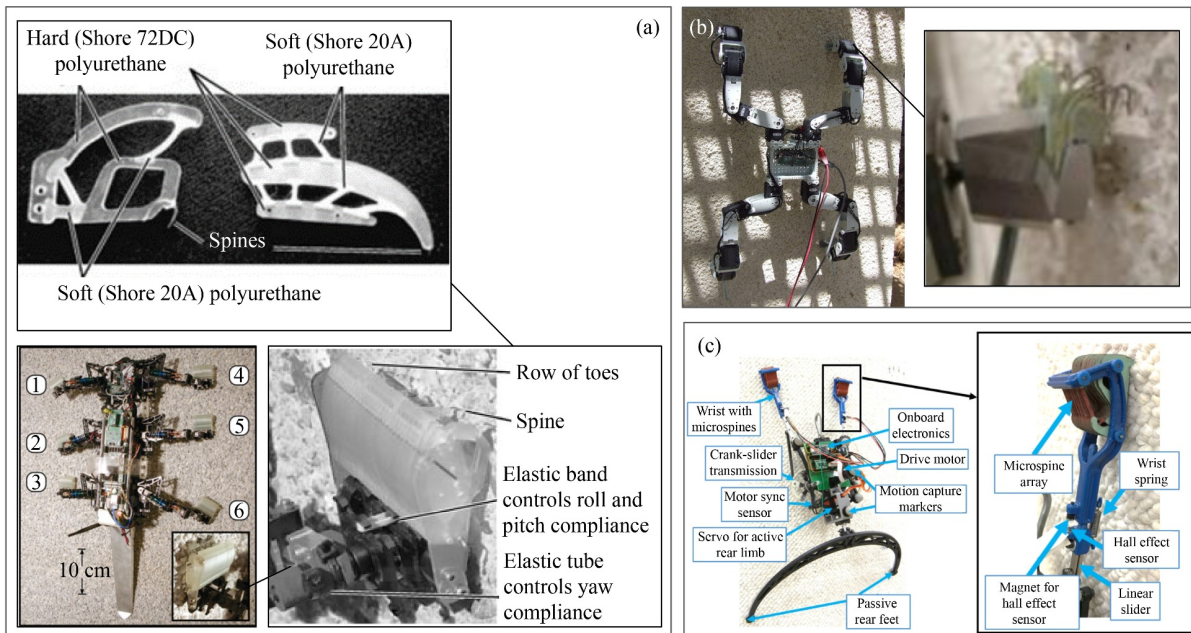 (a)
Hard (Shore 72DC)
polyurethane
Soft (Shore 20A)
polyurethane
Spines
Soft (Shore 20A) polyurethane
1
2
3
4
5
6
10 cm
Row of toes
Spine
Elastic band
controls roll and
pitch compliance
Elastic tube
controls yaw
compliance
(b)
(c)
Wrist with
microspines
Crank-slider
transmission
Motor sync
sensor
Servo for active
rear limb
Onboard
electronics
Drive motor
Motion capture
markers
Passive
rear feet
Microspine
array
Wrist
spring
Hall effect
sensor
Magnet for
hall effect
sensor
Linear
slider